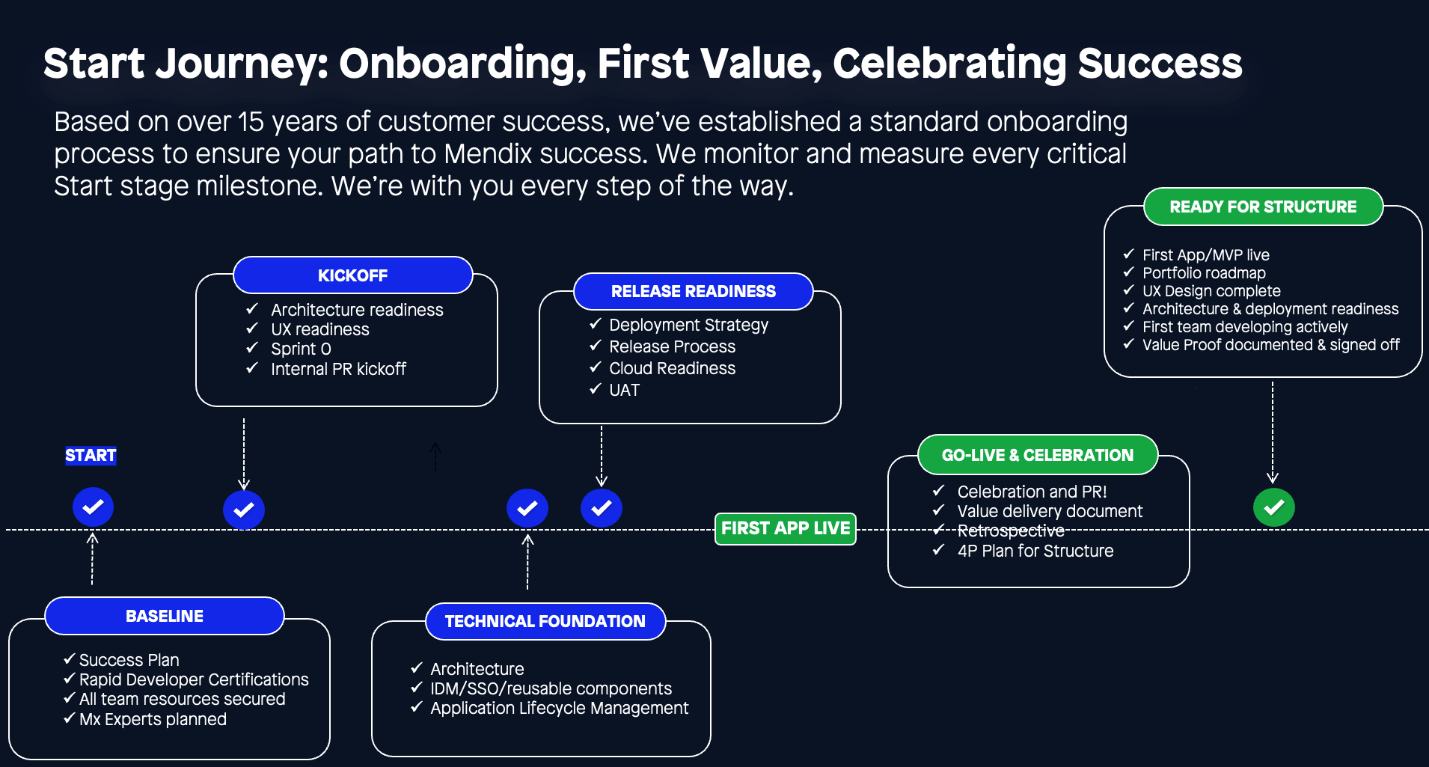 Start Journey: Onboarding, First Value, Celebrating Success
Based on over 15 years of customer success, we've established a standard onboarding
process to ensure your path to Mendix success. We monitor and measure every critical
Start stage milestone. We're with you every step of the way.
READY FOR STRUCTURE
First App/MVP live
Portfolio roadmap
UX Design complete
Architecture & deployment readiness
First team developing actively
Value Proof documented & signed off
KICKOFF
Architecture readiness
UX readiness
Sprint 0
Internal PR kickoff
RELEASE READINESS
Deployment Strategy
Release Process
Cloud Readiness
UAT
START
GO-LIVE & CELEBRATION
Celebration and PR!
Value delivery document
Retrospective
4P Plan for Structure
FIRST APP LIVE
BASELINE
Success Plan
Rapid Developer Certifications
All team resources secured
Mx Experts planned
TECHNICAL FOUNDATION
Architecture
IDM/SSO/reusable components
Application Lifecycle Management